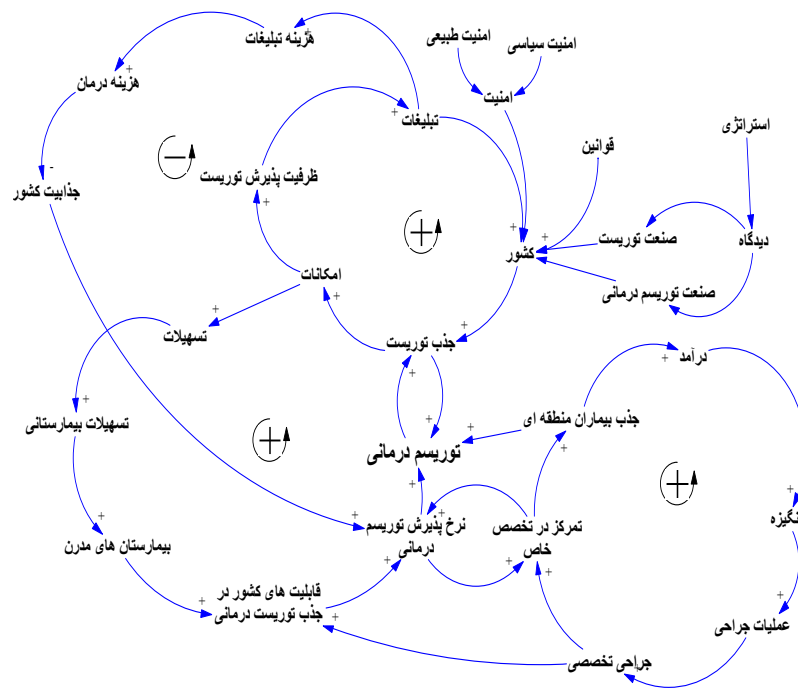 هزینه تبلیغات
امنیت طبیعی
امنیت سیاسی
هزینه درمان
امنیت
تبلیغات
استراتژی
قوانین
ظرفیت پذیرش توریست
جذابیت کشور
صنعت توریست
دیدگاه
کشور
امکانات
صنعت توریسم درمانی
تسهیلات
جذب توریست
درآمد
تسهیلات بیمارستانی
جذب بیماران منطقه ای
توریسم درمانی
نرخ پذیرش توریسم
درمانی
تمرکز در تخصص
خاص
نگیزه
بیمارستان های مدرن
قابلیت های کشور در
جذب توریست درمانی
عملیات جراحی
جراحی تخصصی